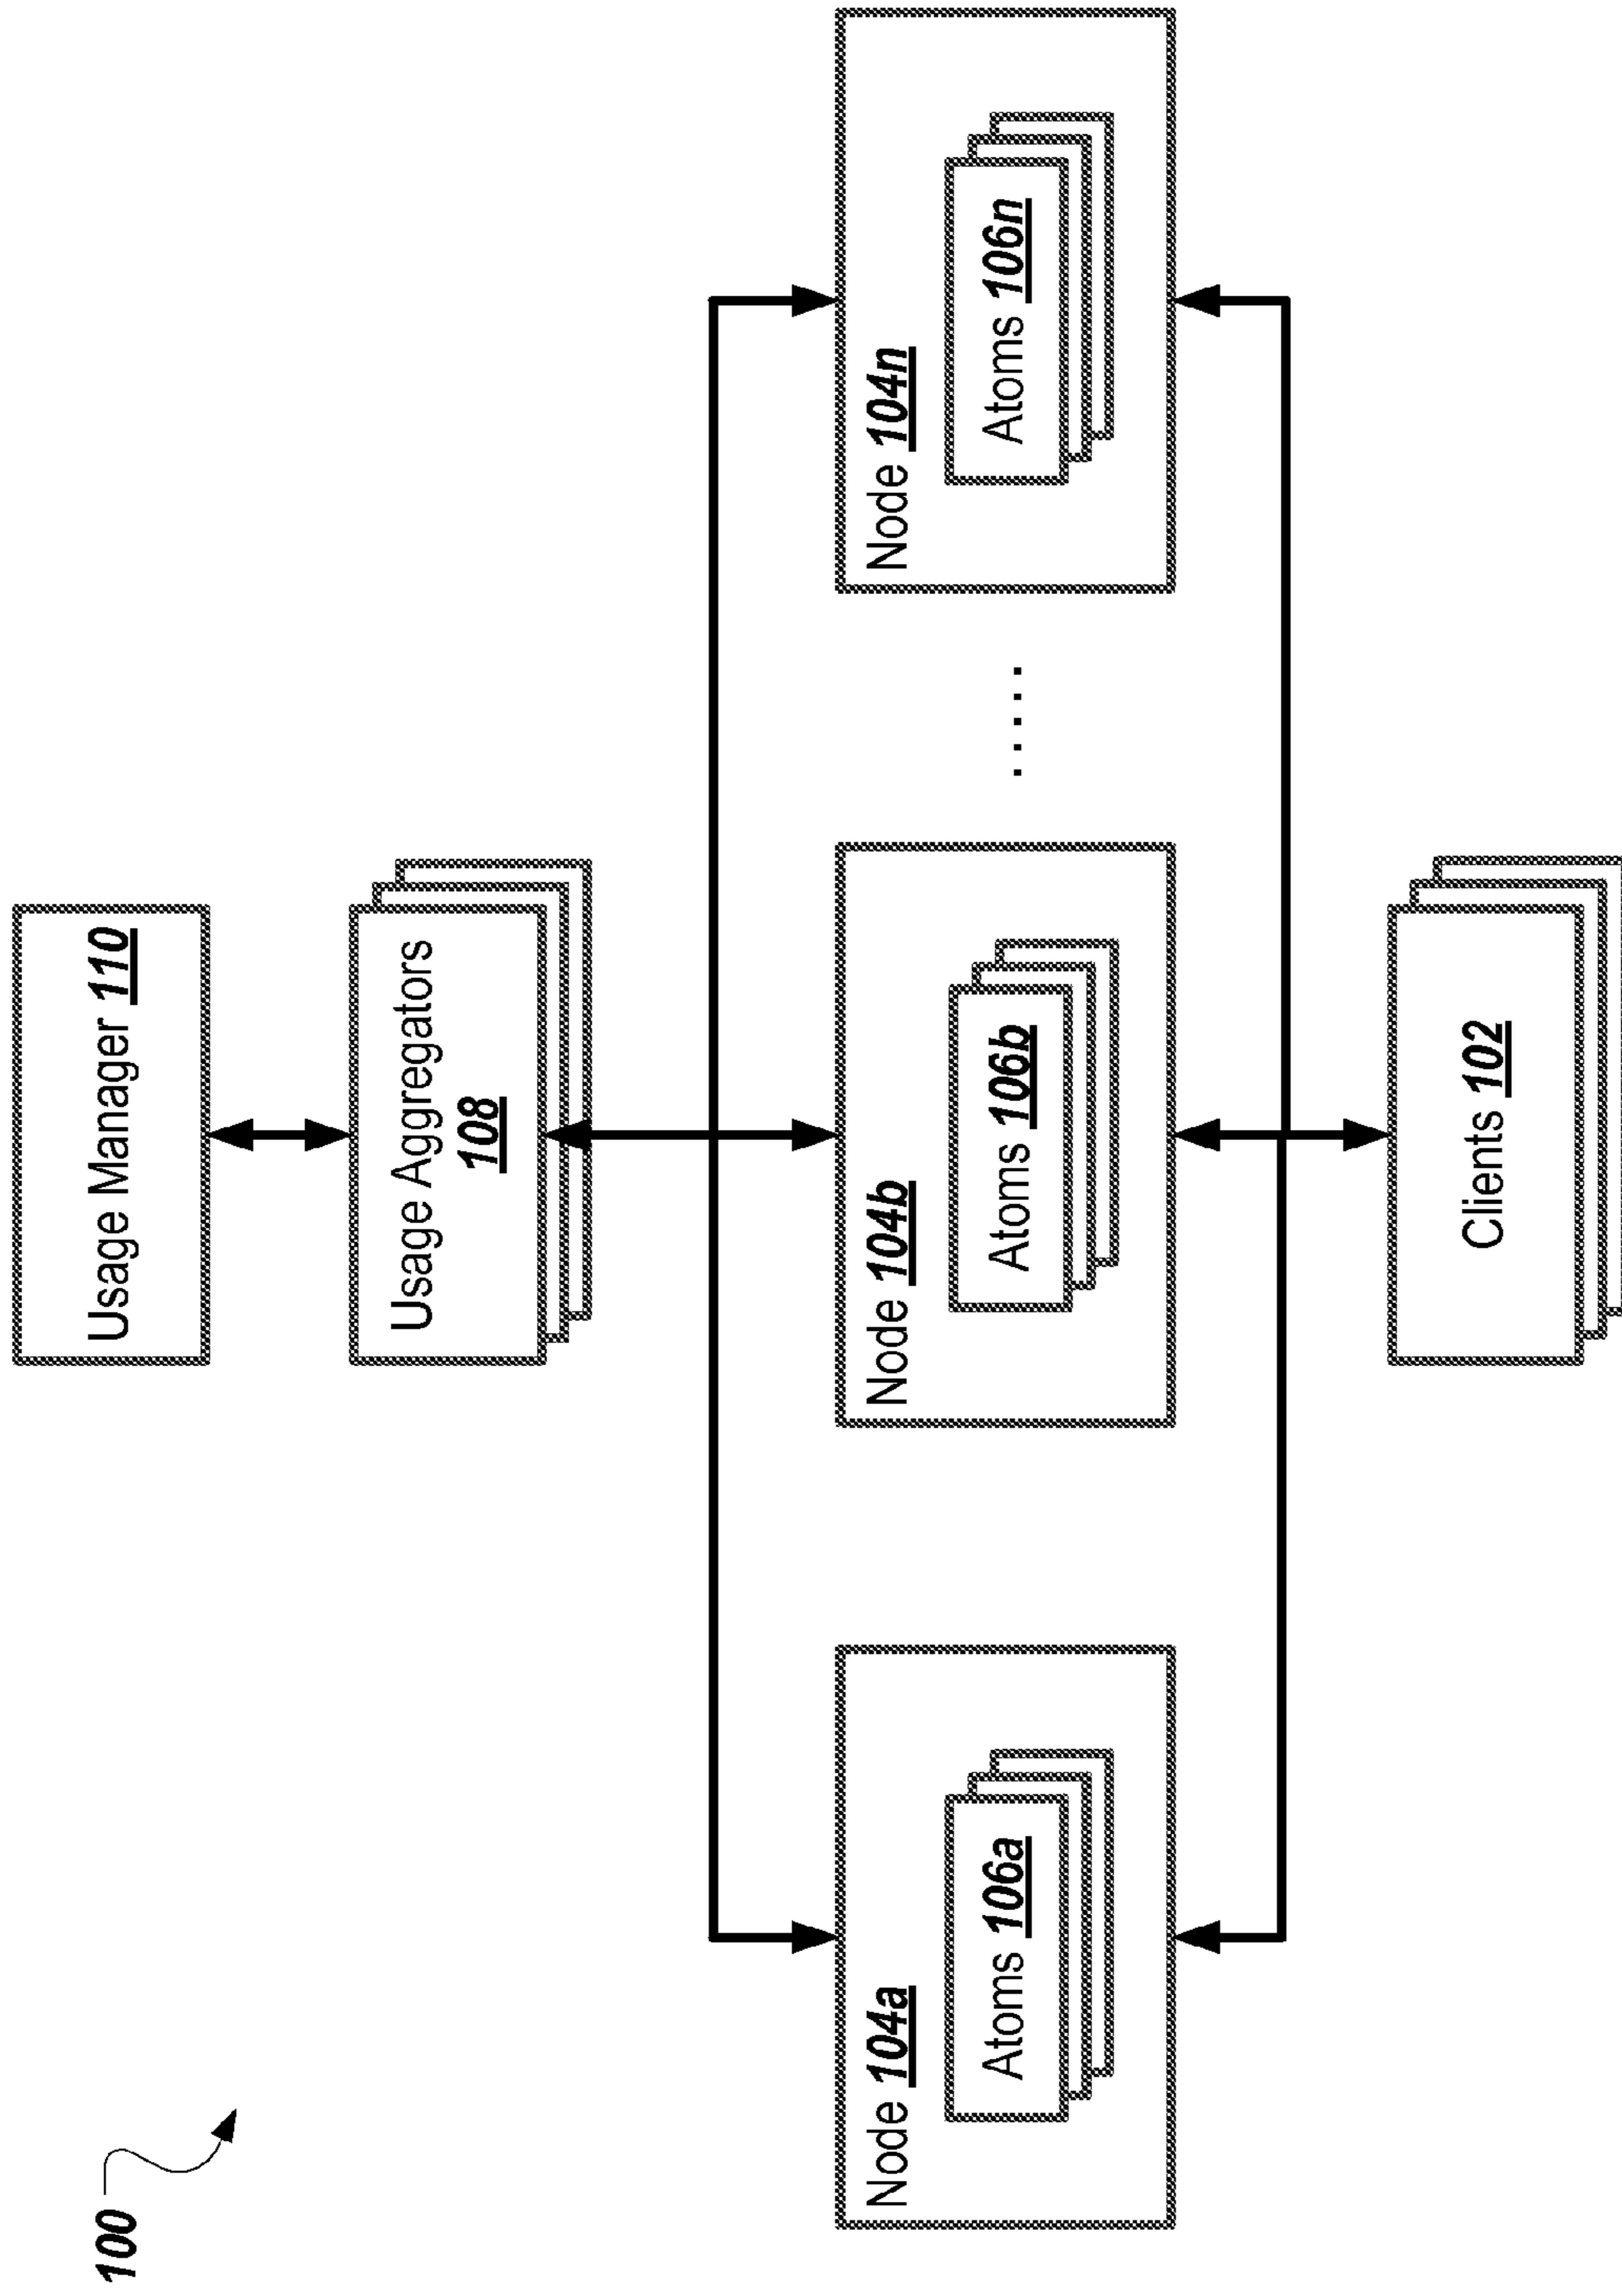 100
Usage Manager 110
Usage Aggregators
108
Node 104a
Atoms 106a
Node 104b
Atoms 106b
.....
Node 104n
Atoms 106n
Clients 102